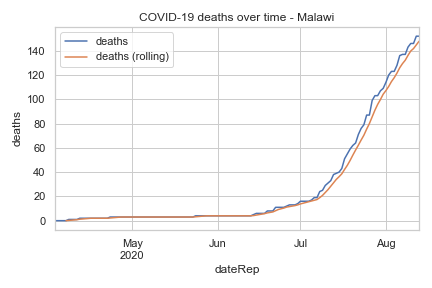 COVID-19 deaths over time - Malawi
deaths
deaths (rolling)
140
120
100
80
60
40
20
0
deaths
May
2020
Jun
Jul
Aug
dateRep